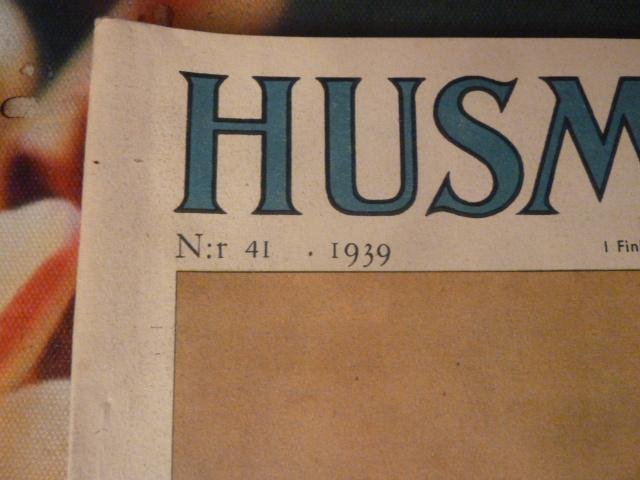 HUSM
N:r 41 . 1939
I Fin